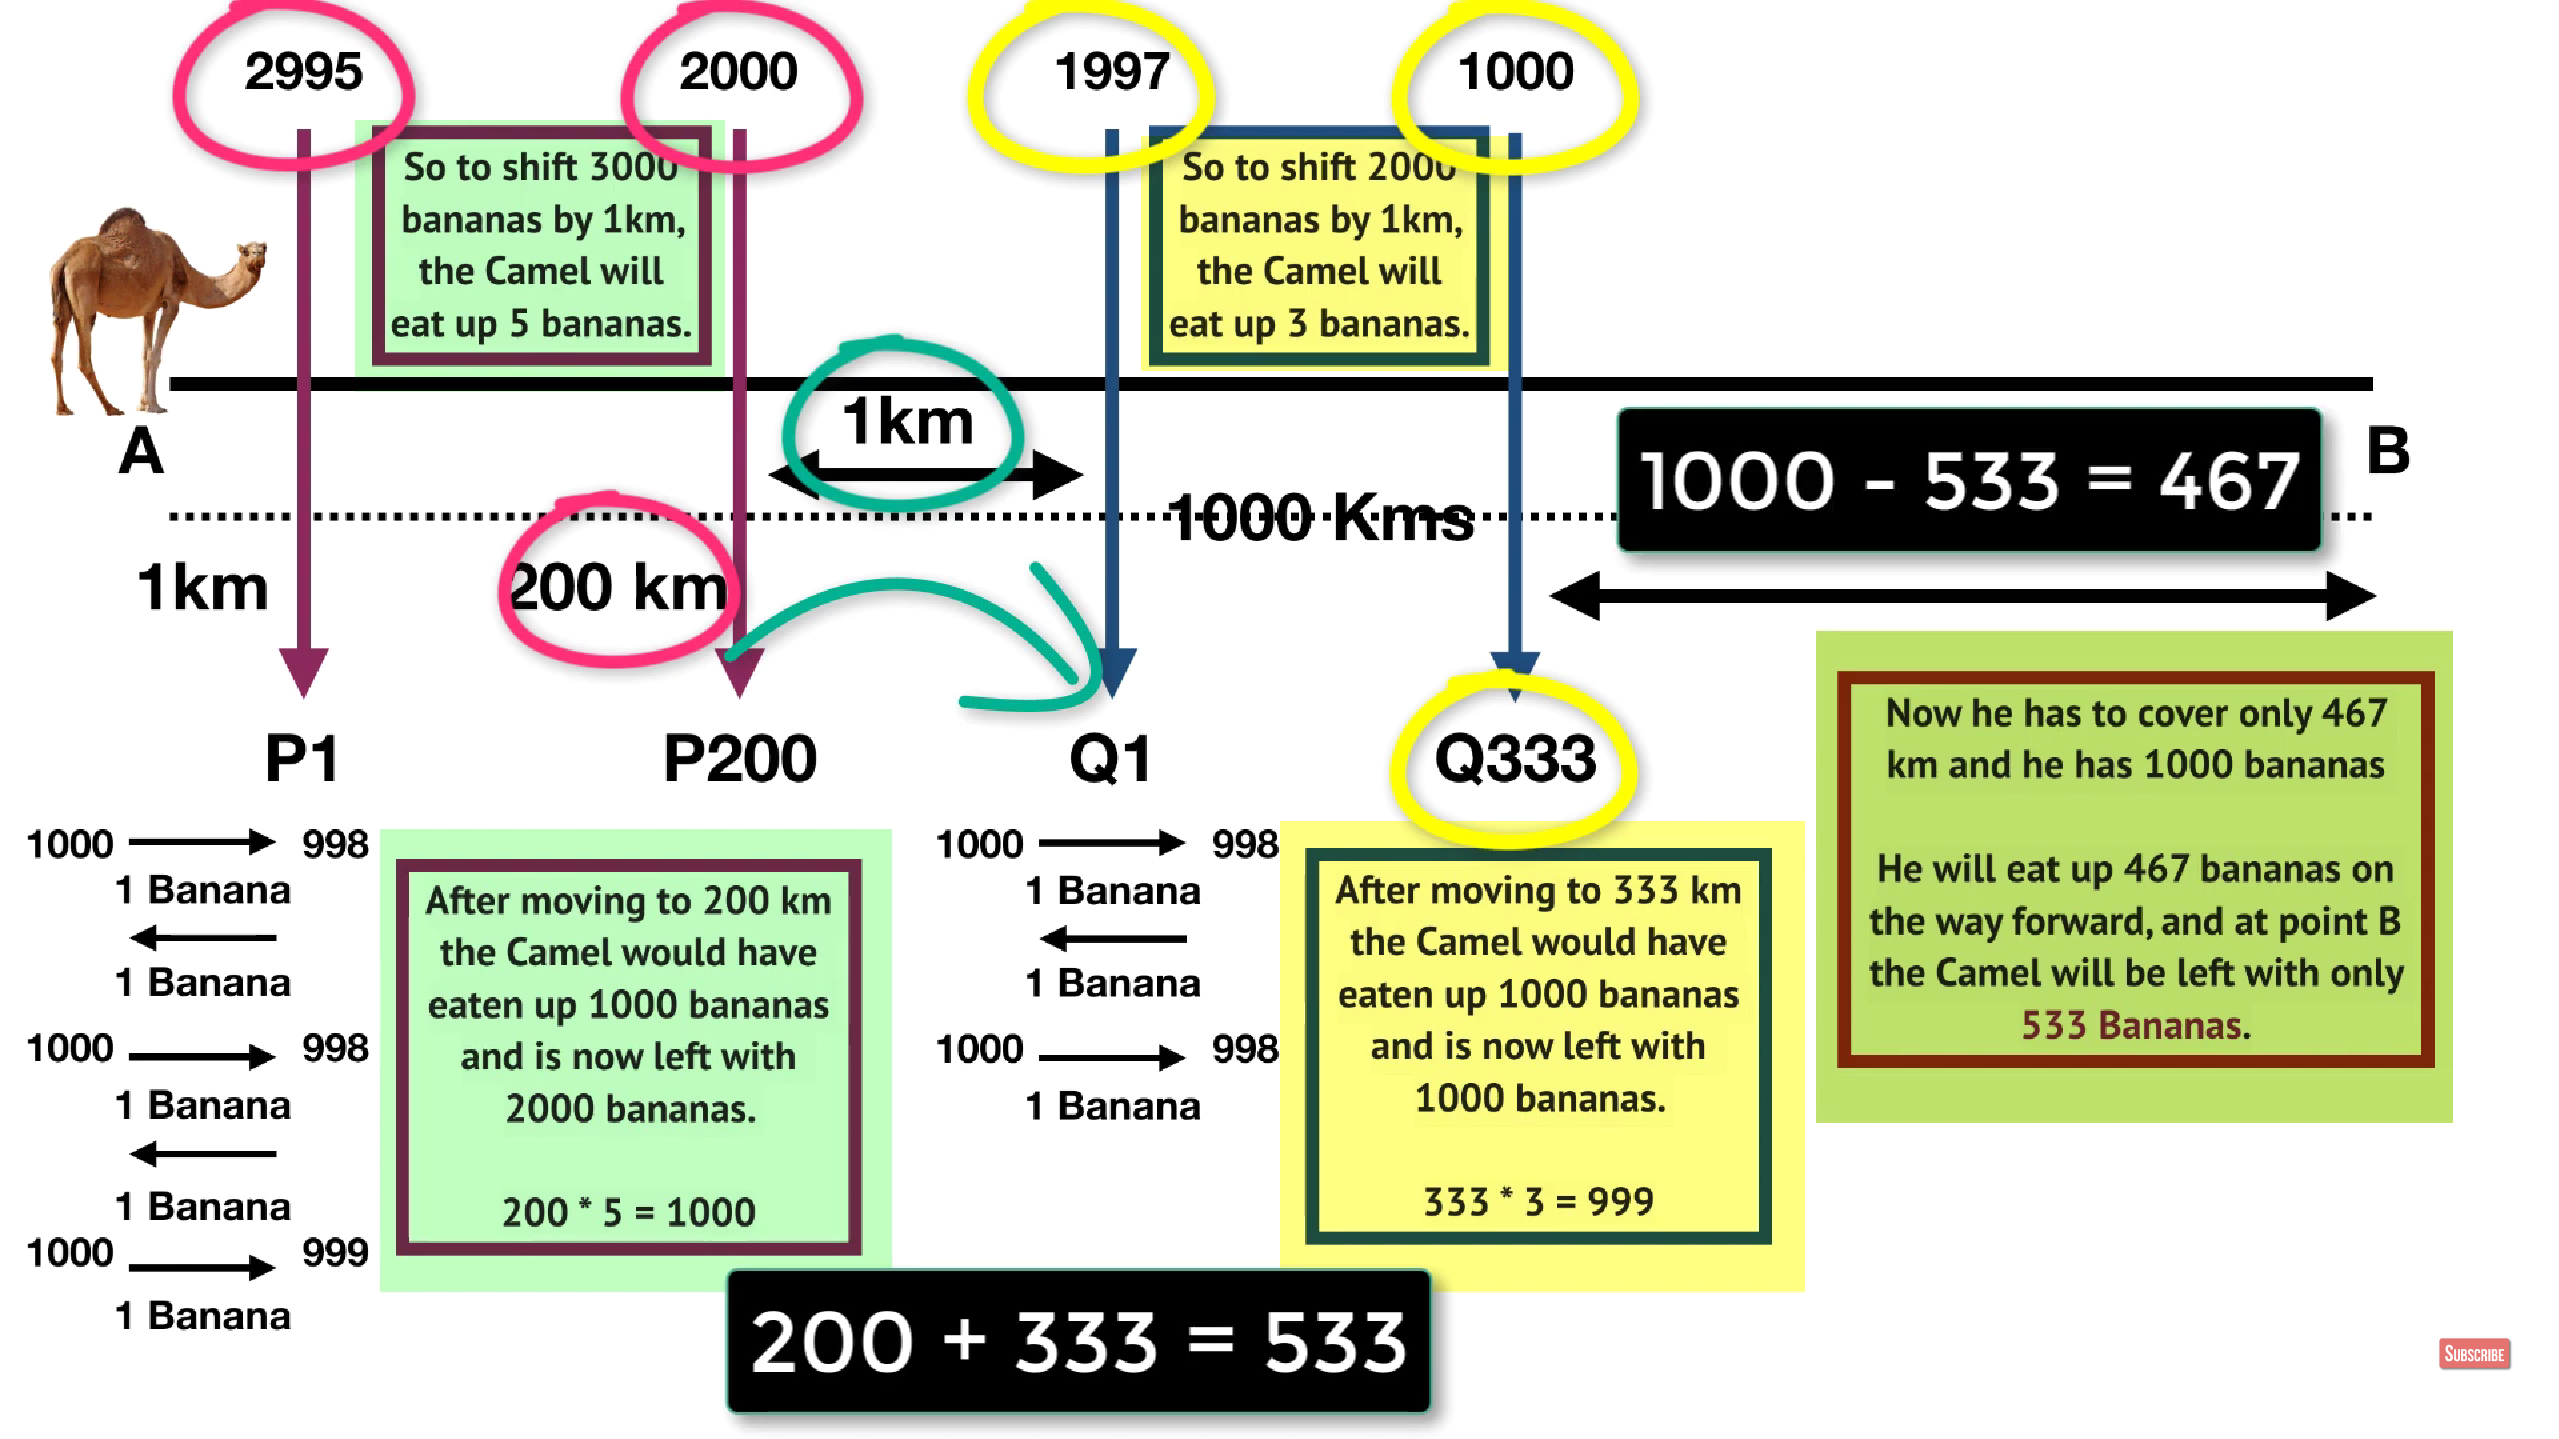 2995
2000
1997
1000
So to shift 3000
bananas by 1km,
the Camel will
eat up 5 bananas.
So to shift 2000
bananas by 1km,
the Camel will
eat up 3 bananas.
1km
A
1000 - 533 = 467
B
1000 Kms
1km
200 km
P1
P200
Q1
Q333
Now he has to cover only 467
km and he has 1000 bananas
He will eat up 467 bananas on
the way forward, and at point B
the Camel will be left with only
533 Bananas.
1000
998
1 Banana
1 Banana
1000
998
1 Banana
1 Banana
1000
999
1 Banana
After moving to 200 km
the Camel would have
eaten up 1000 bananas
and is now left with
2000 bananas.
200 * 5 = 1000
1000
998
1 Banana
1 Banana
1000
998
1 Banana
After moving to 333 km
the Camel would have
eaten up 1000 bananas
and is now left with
1000 bananas.
333 * 3 = 999
200 + 333 = 533
SUBSCRIBE